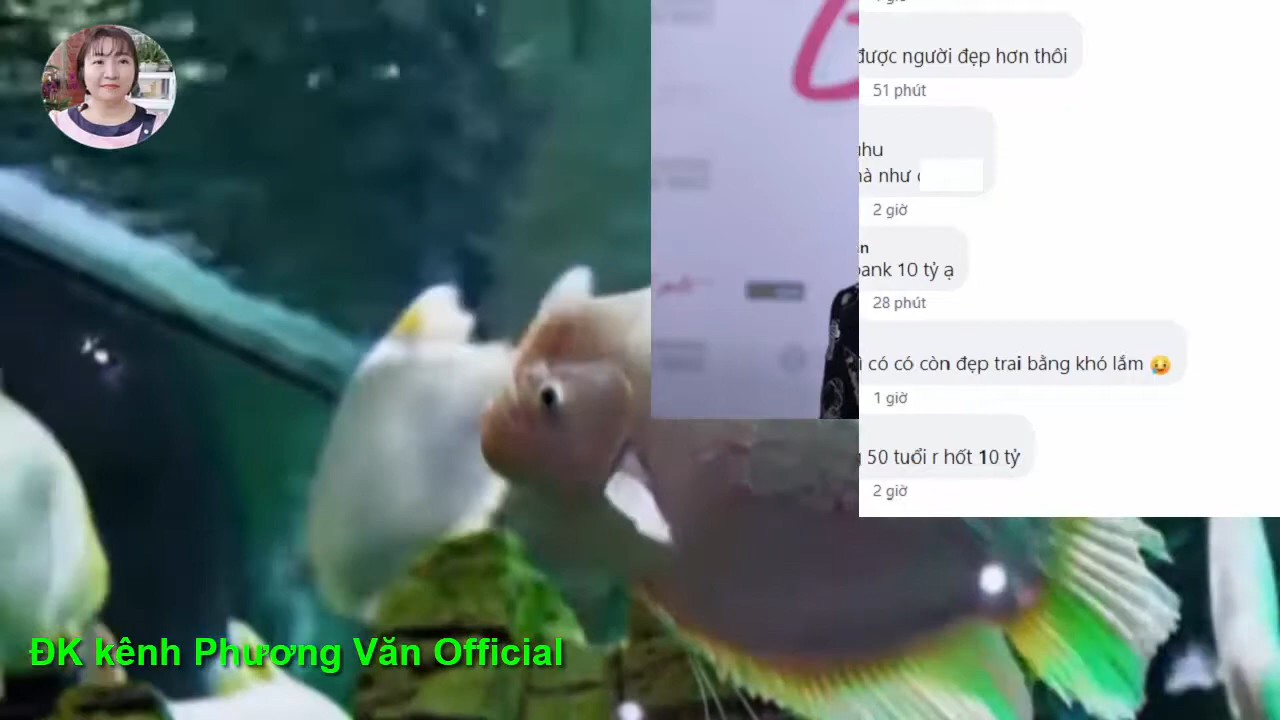 được người đẹp hơn thôi
51 phút
uhu
hà như
2 giờ
n
bank 10 tỷ ạ
28 phút
có có còn đẹp trai bằng khó lắm 😥
1 giờ
50 tuổi r hốt 10 tỷ
2 giờ
ĐK kênh Phương Văn Official